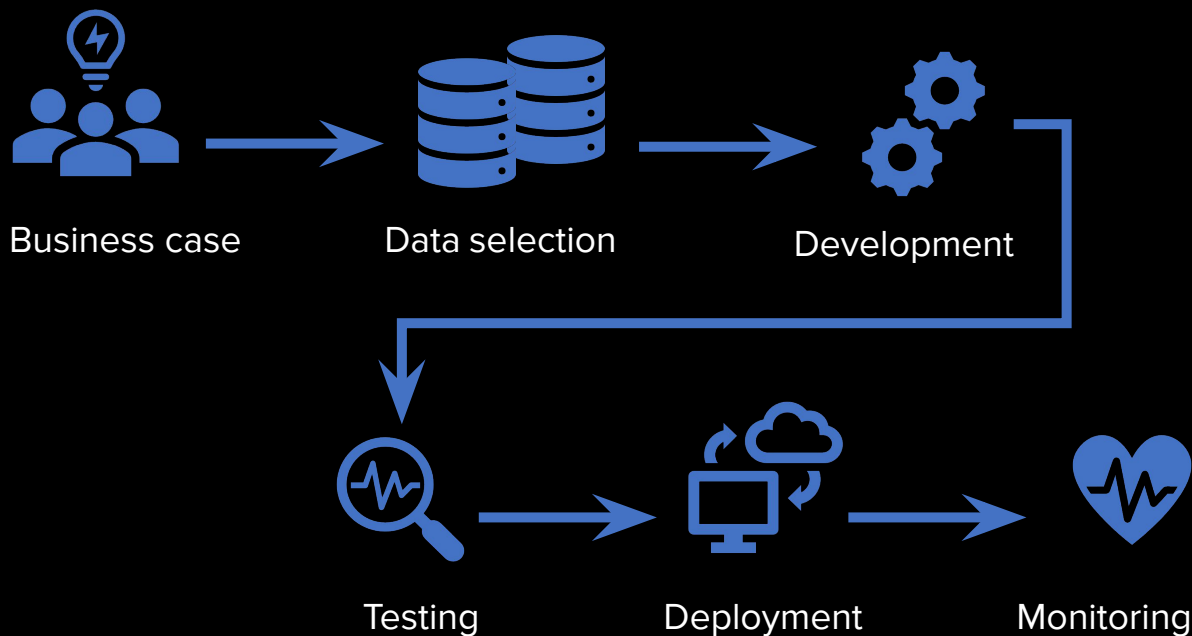 Business case
Data selection
Development
Testing
Deployment
Monitoring